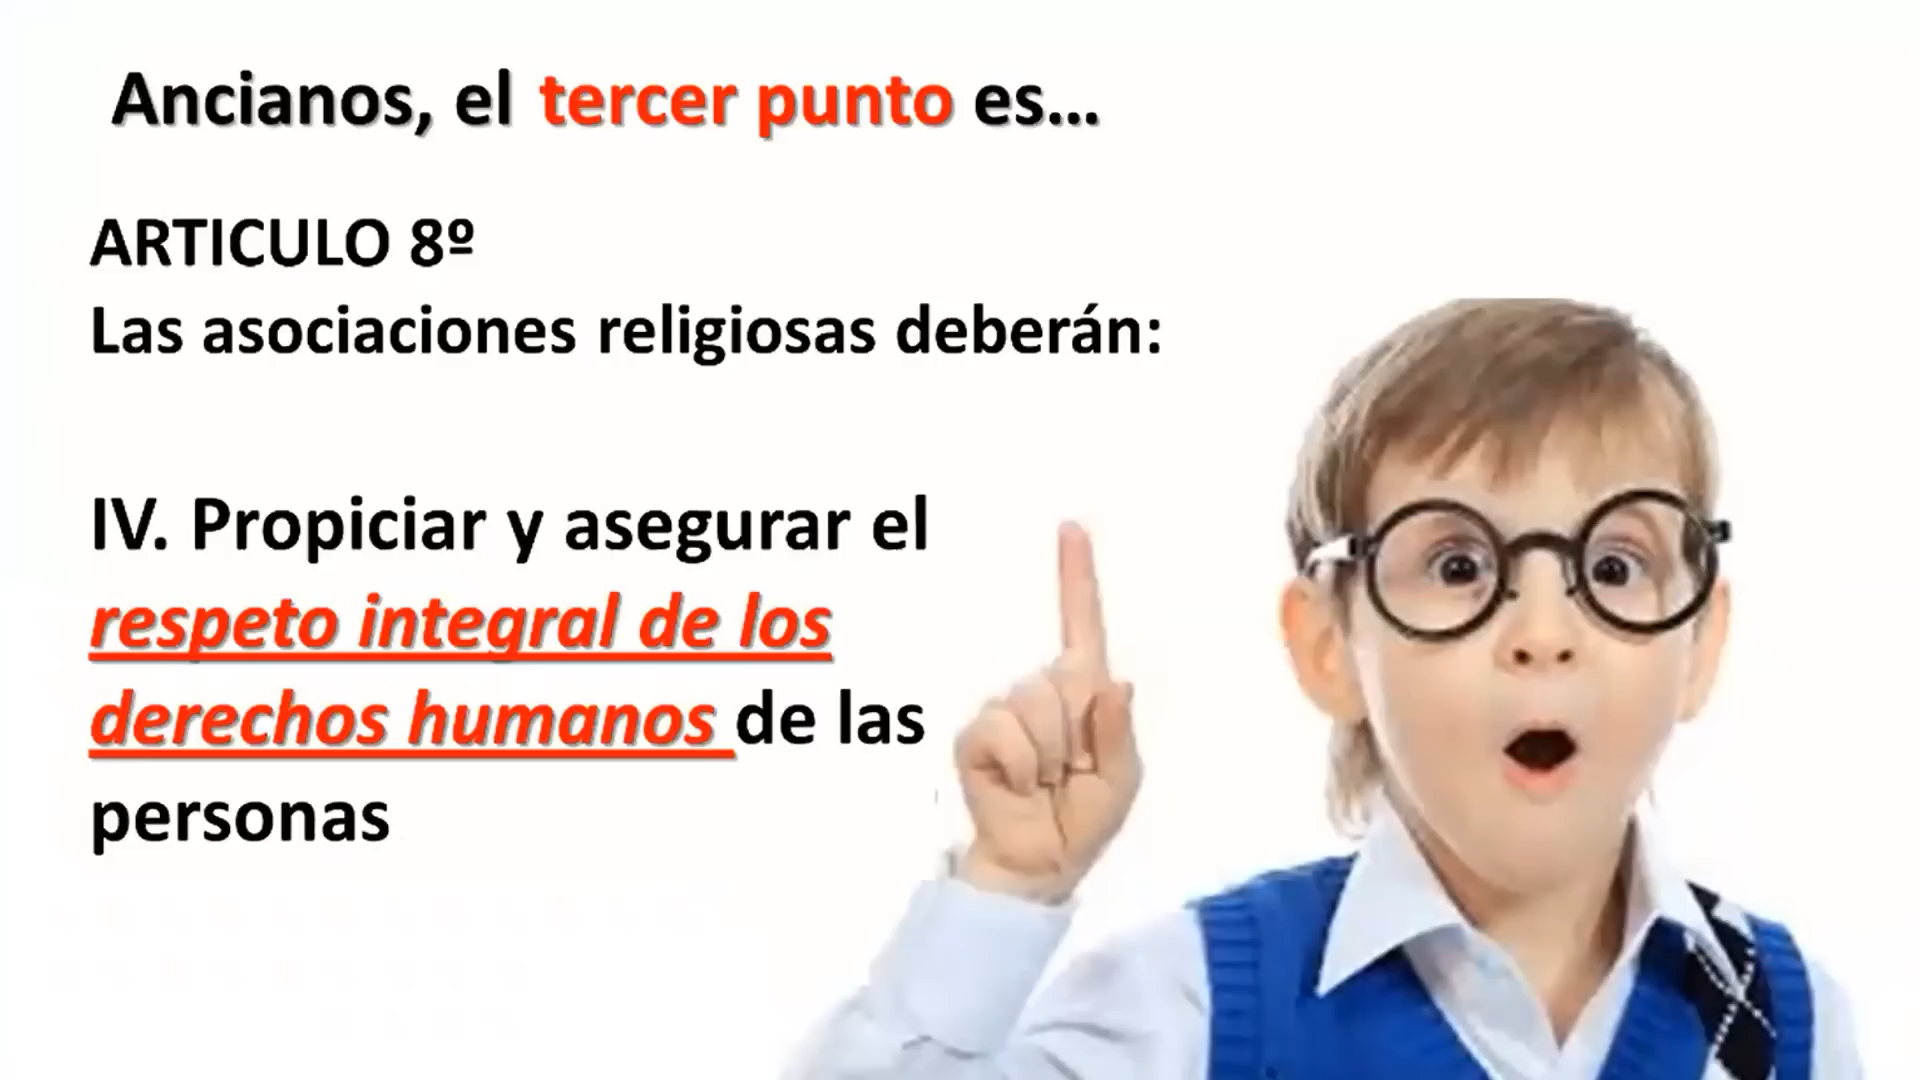 Ancianos, el tercer punto es...
ARTICULO 8º
Las asociaciones religiosas deberán:
IV. Propiciar y asegurar el
respeto integral de los
derechos humanos de las
personas